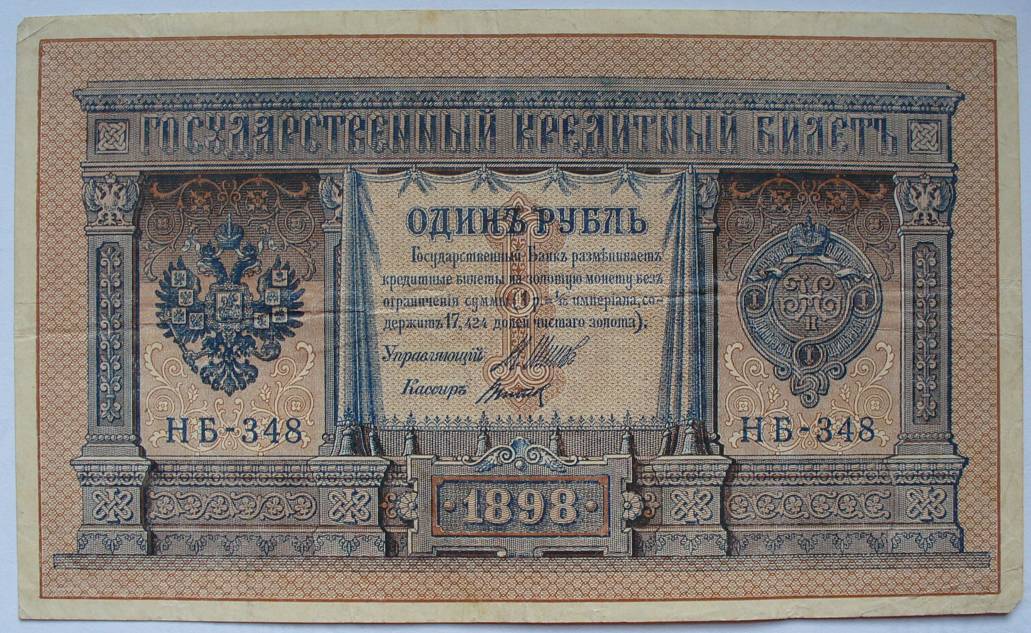 ГОСУДАРСТВЕННЫЙ КРЕДИТНЫЙ БИЛЕТЪ
ОДИНЪ РУБЛЬ
Государственный Банкъ размѣниваетъ
кредитные билеты на золотую монету безъ
ограниченія суммы (1 р. = 1/15 имперіала, со-
держитъ 17,424 долей чистаго золота).
Управляющій
Кассиръ
НБ-348
НБ-348
1898